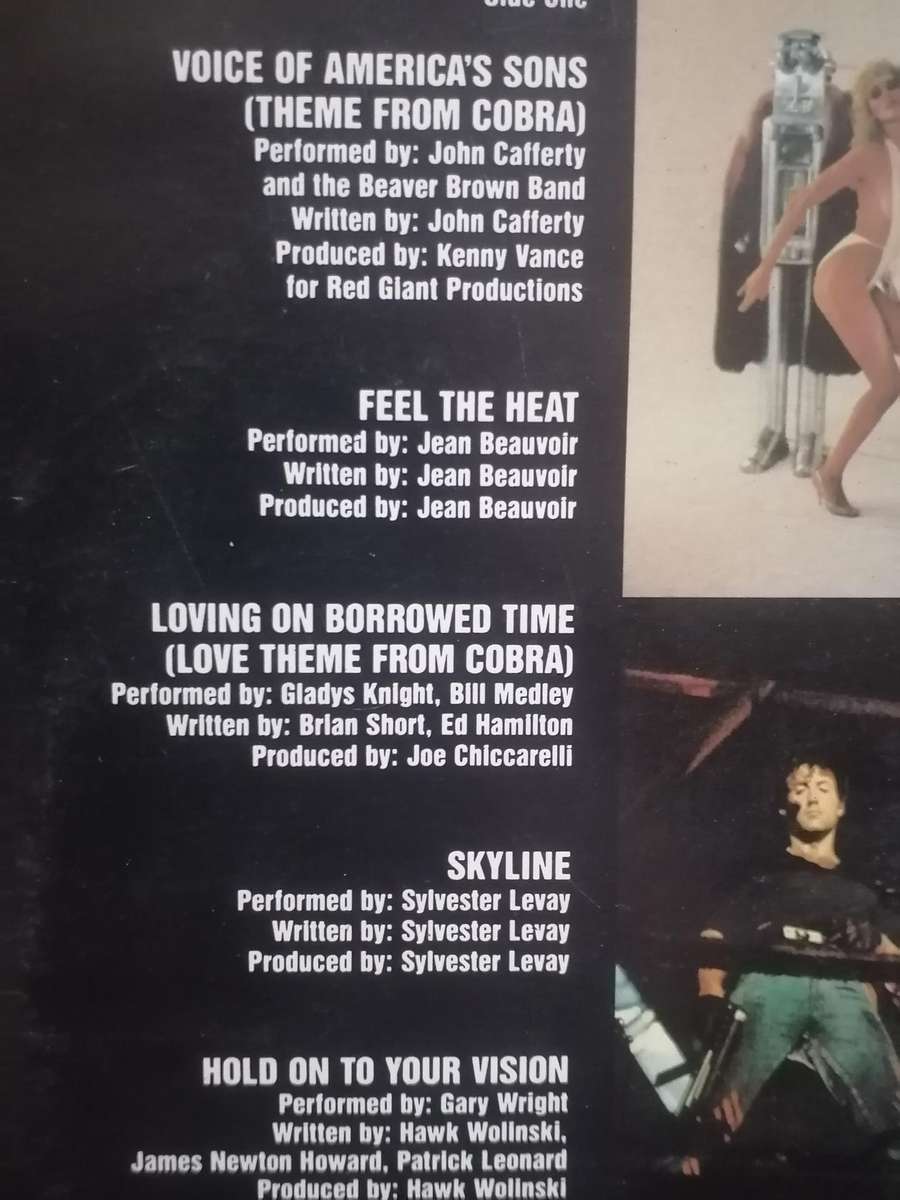 Side One
VOICE OF AMERICA'S SONS
(THEME FROM COBRA)
Performed by: John Cafferty
and the Beaver Brown Band
Written by: John Cafferty
Produced by: Kenny Vance
for Red Giant Productions
FEEL THE HEAT
Performed by: Jean Beauvoir
Written by: Jean Beauvoir
Produced by: Jean Beauvoir
LOVING ON BORROWED TIME
(LOVE THEME FROM COBRA)
Performed by: Gladys Knight, Bill Medley
Written by: Brian Short, Ed Hamilton
Produced by: Joe Chiccarelli
SKYLINE
Performed by: Sylvester Levay
Written by: Sylvester Levay
Produced by: Sylvester Levay
HOLD ON TO YOUR VISION
Performed by: Gary Wright
Written by: Hawk Wolinski,
James Newton Howard, Patrick Leonard
Produced by: Hawk Wolinski